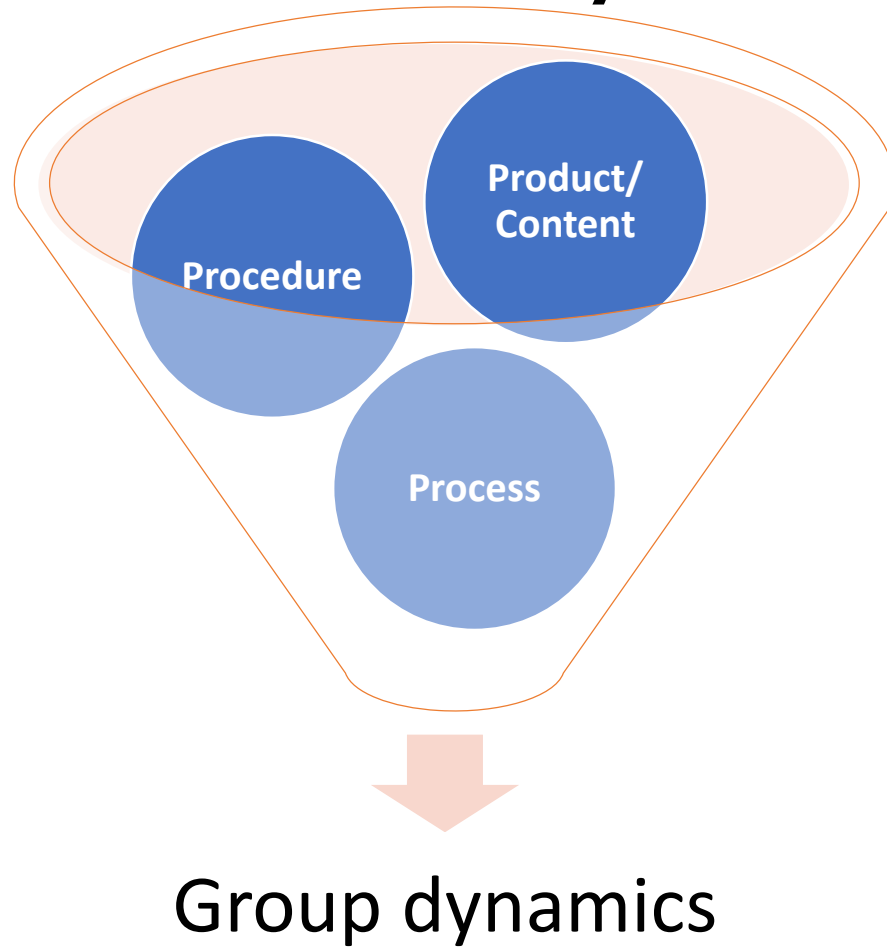 Product/
Content
Procedure
Process
Group dynamics